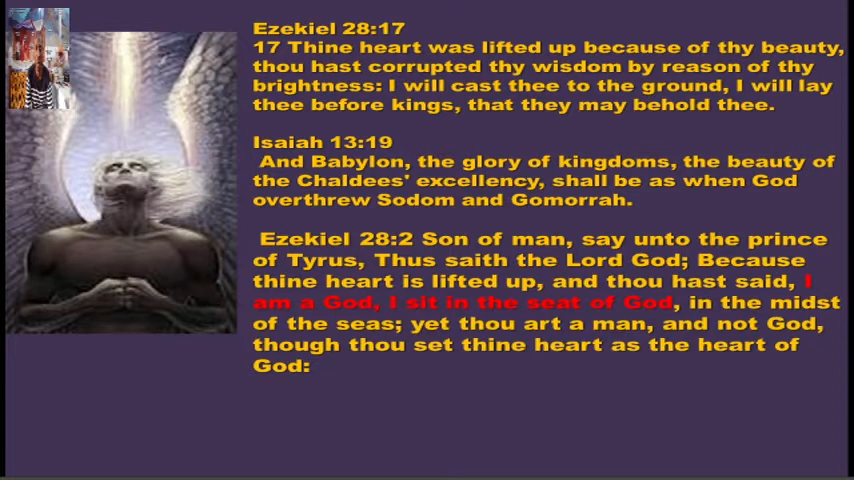 Ezekiel 28:17
17 Thine heart was lifted up because of thy beauty,
thou hast corrupted thy wisdom by reason of thy
brightness: I will cast thee to the ground, I will lay
thee before kings, that they may behold thee.
Isaiah 13:19
And Babylon, the glory of kingdoms, the beauty of
the Chaldees' excellency, shall be as when God
overthrew Sodom and Gomorrah.
Ezekiel 28:2 Son of man, say unto the prince
of Tyrus, Thus saith the Lord God; Because
thine heart is lifted up, and thou hast said, I
am a God, I sit in the seat of God, in the midst
of the seas; yet thou art a man, and not God,
though thou set thine heart as the heart of
God: